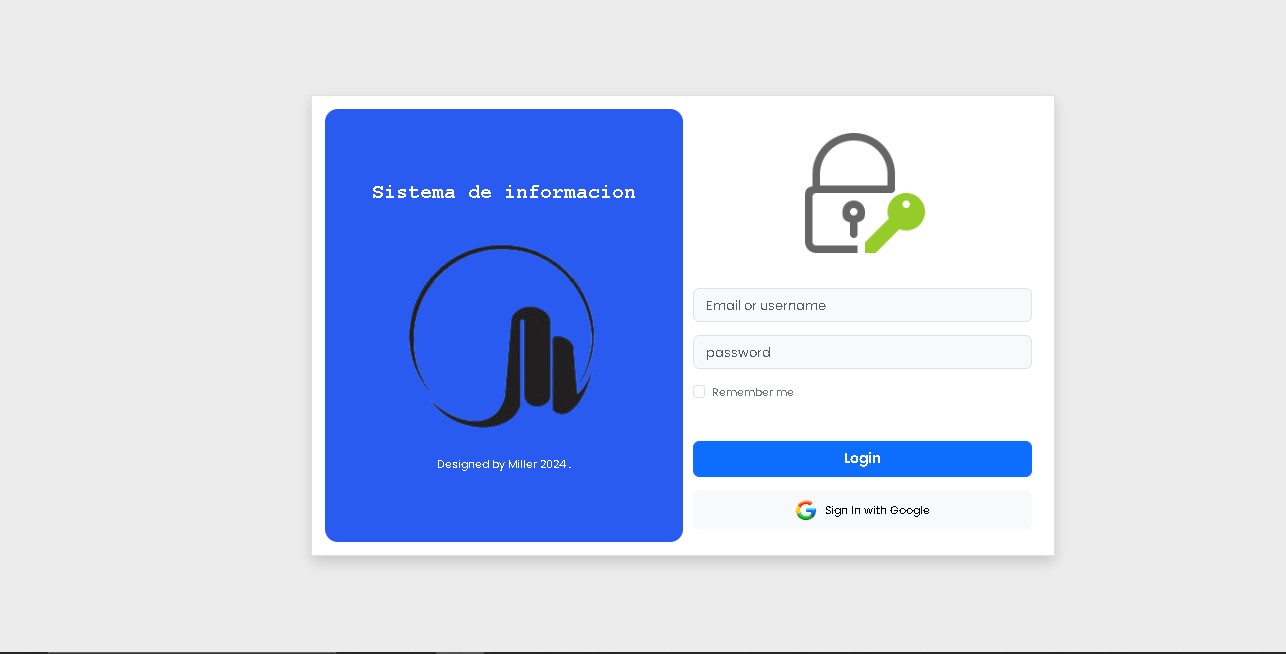 Sistema de informacion
Designed by Miller 2024 .
Email or username
password
Remember me
Login
Sign In with Google